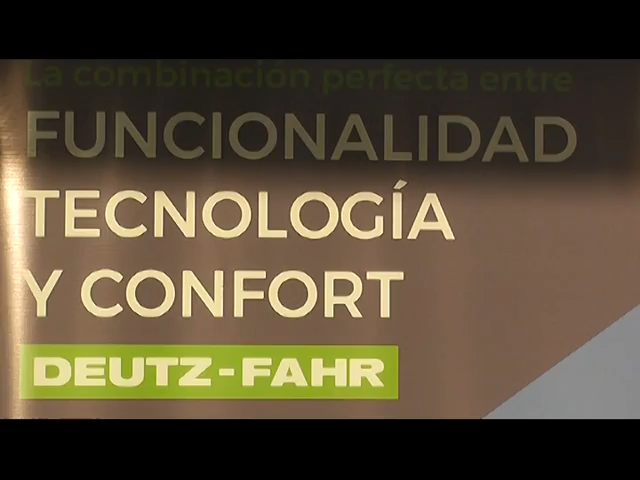 La combinación perfecta entre
FUNCIONALIDAD
TECNOLOGÍA
Y CONFORT
DEUTZ-FAHR